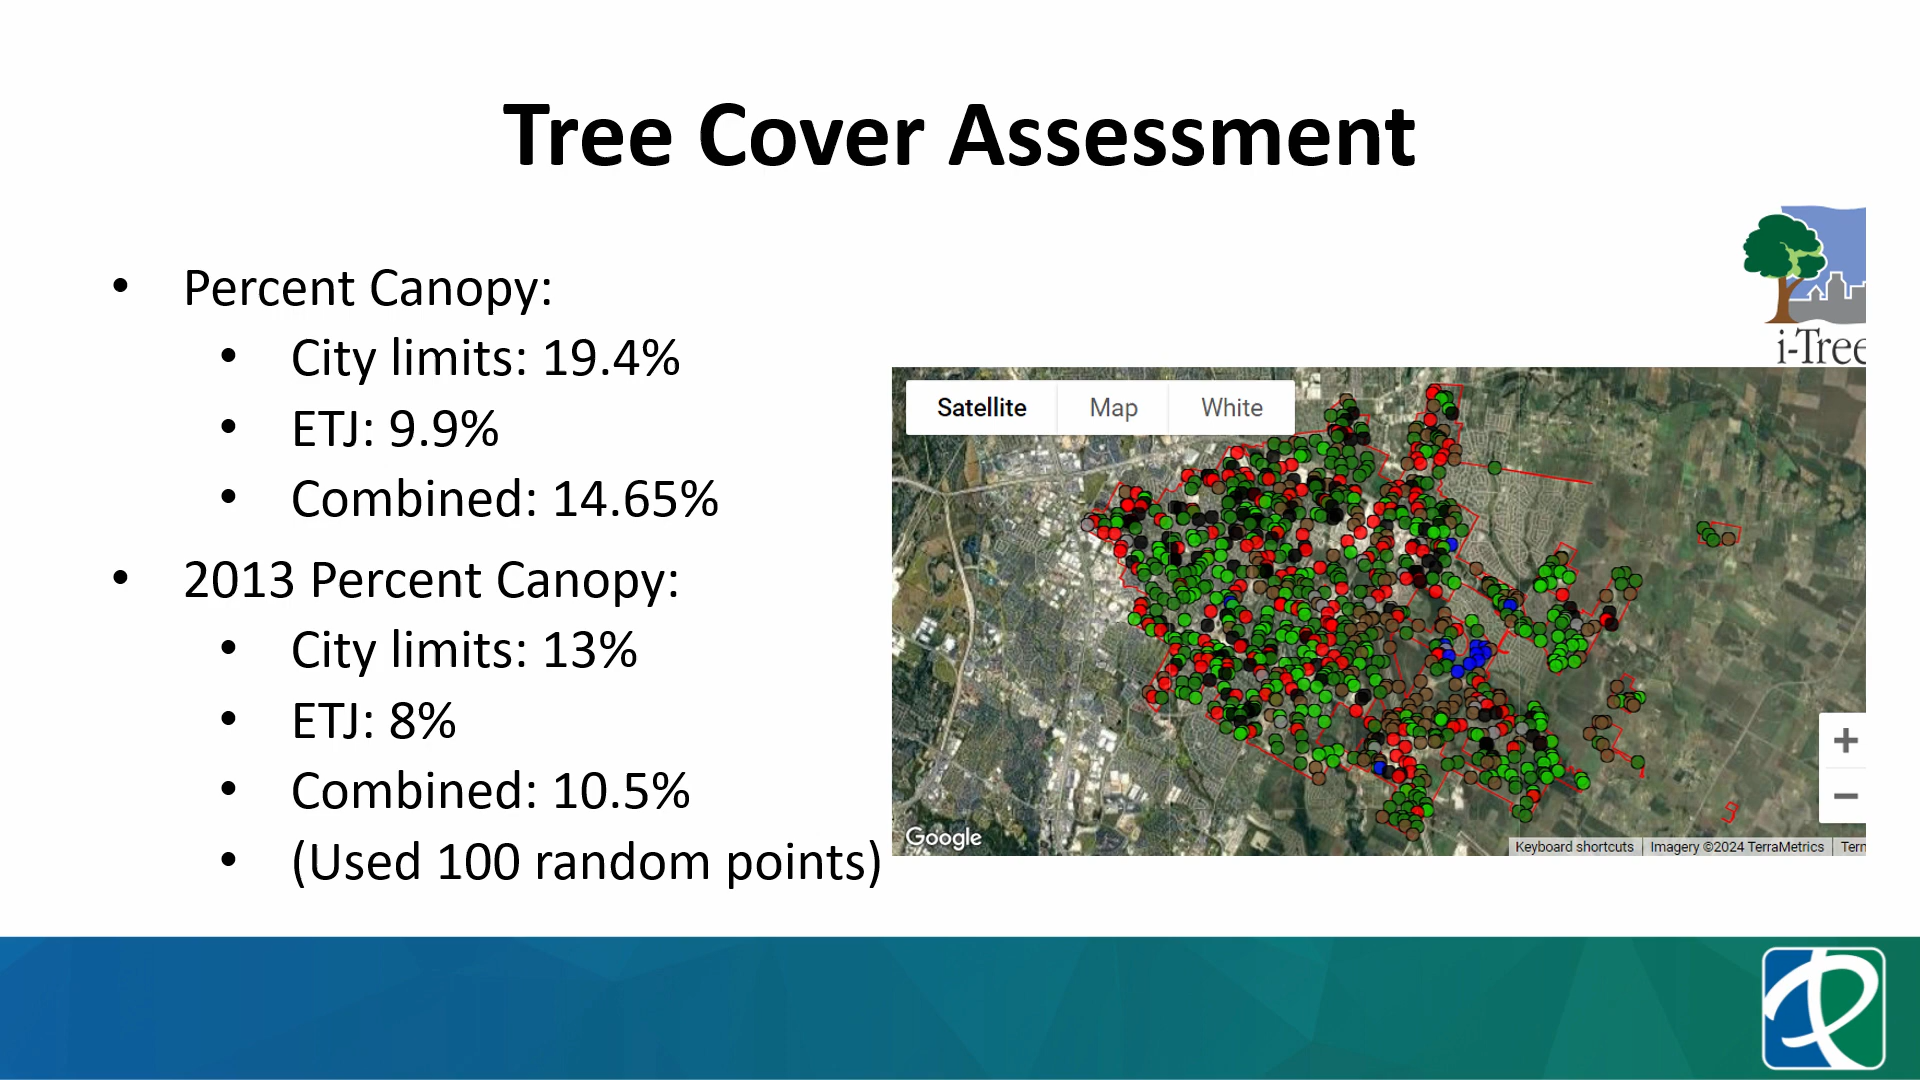 Tree Cover Assessment
• Percent Canopy:
• City limits: 19.4%
• ETJ: 9.9%
• Combined: 14.65%
• 2013 Percent Canopy:
• City limits: 13%
• ETJ: 8%
• Combined: 10.5%
• (Used 100 random points)
i-Tree
Satellite Map White
+
−
Google
Keyboard shortcuts Imagery ©2024 TerraMetrics Tern